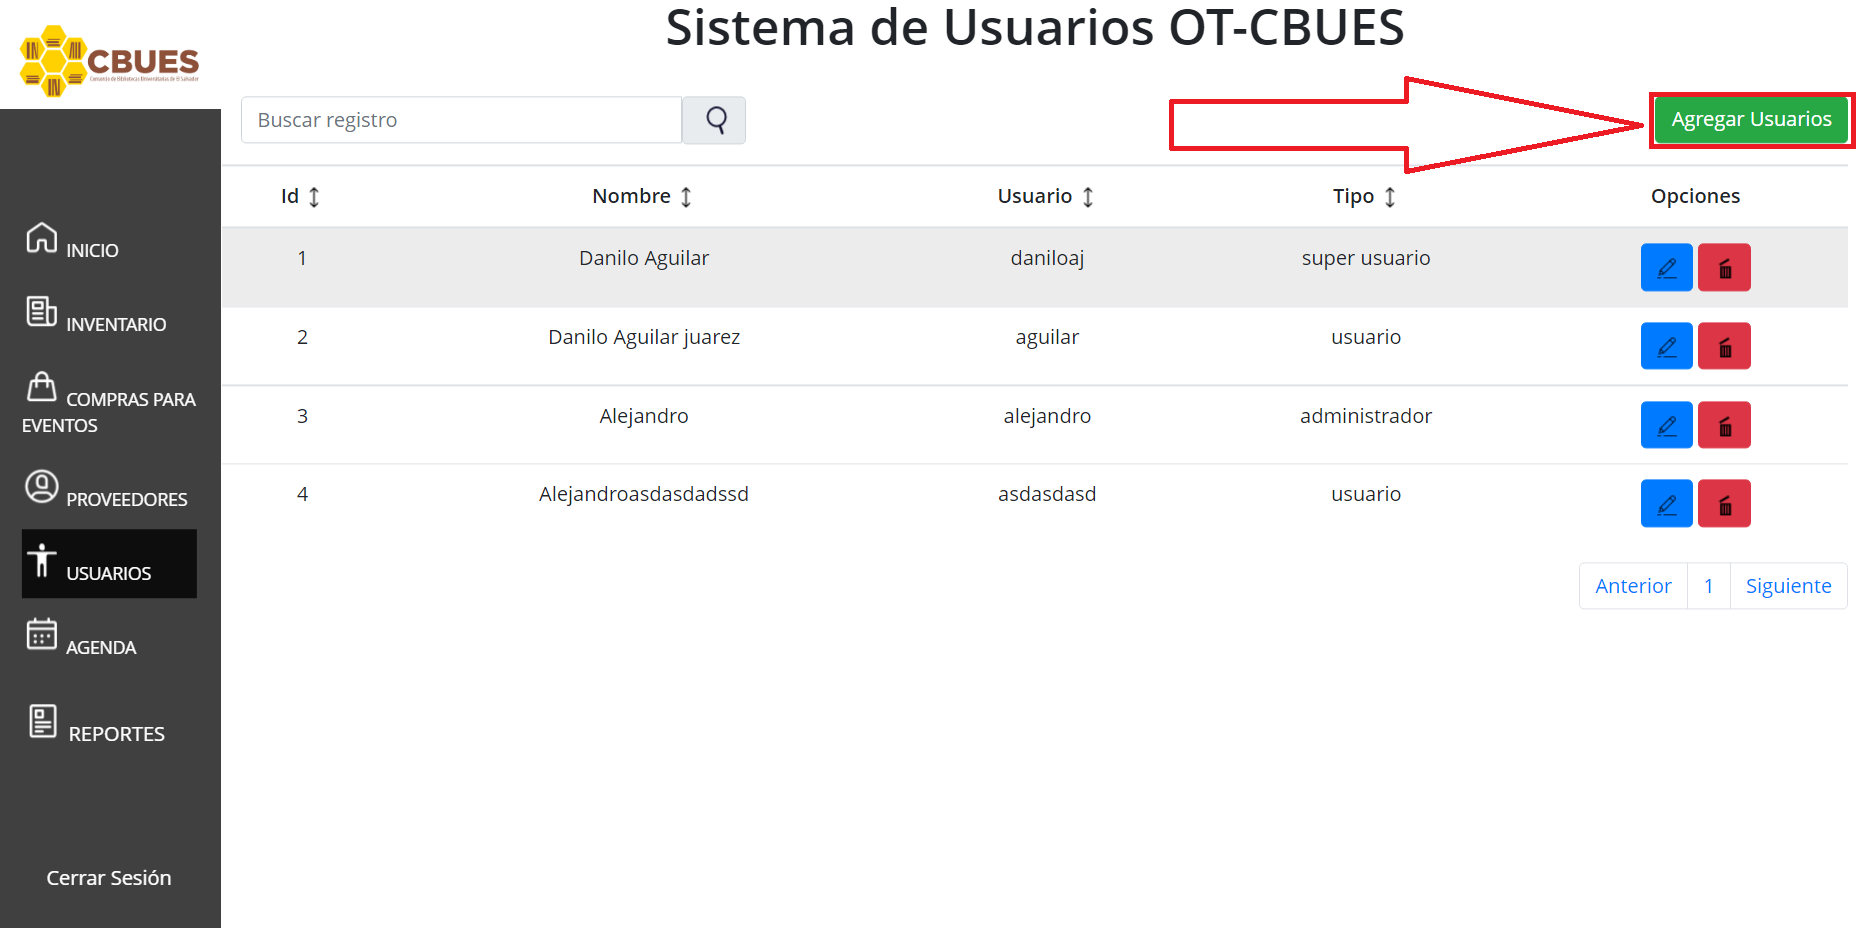 Sistema de Usuarios OT-CBUES
CBUES
Consorcio de Bibliotecas Universitarias de El Salvador
Buscar registro
Agregar Usuarios
Id Nombre Usuario Tipo Opciones
1 Danilo Aguilar daniloaj super usuario
2 Danilo Aguilar juarez aguilar usuario
3 Alejandro alejandro administrador
4 Alejandroasdasdadssd asdasdasd usuario
Anterior 1 Siguiente
INICIO
INVENTARIO
COMPRAS PARA
EVENTOS
PROVEEDORES
USUARIOS
AGENDA
REPORTES
Cerrar Sesión